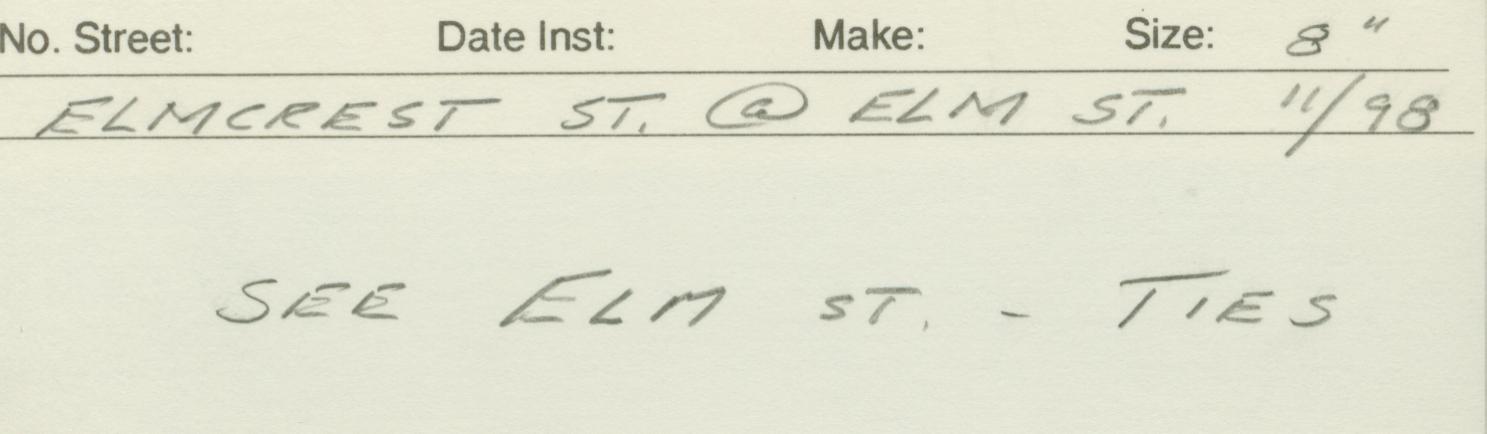 No. Street: Date Inst: Make: Size: 8"
ELMCREST ST. @ ELM ST. 11/98
SEE ELM ST. - TIES